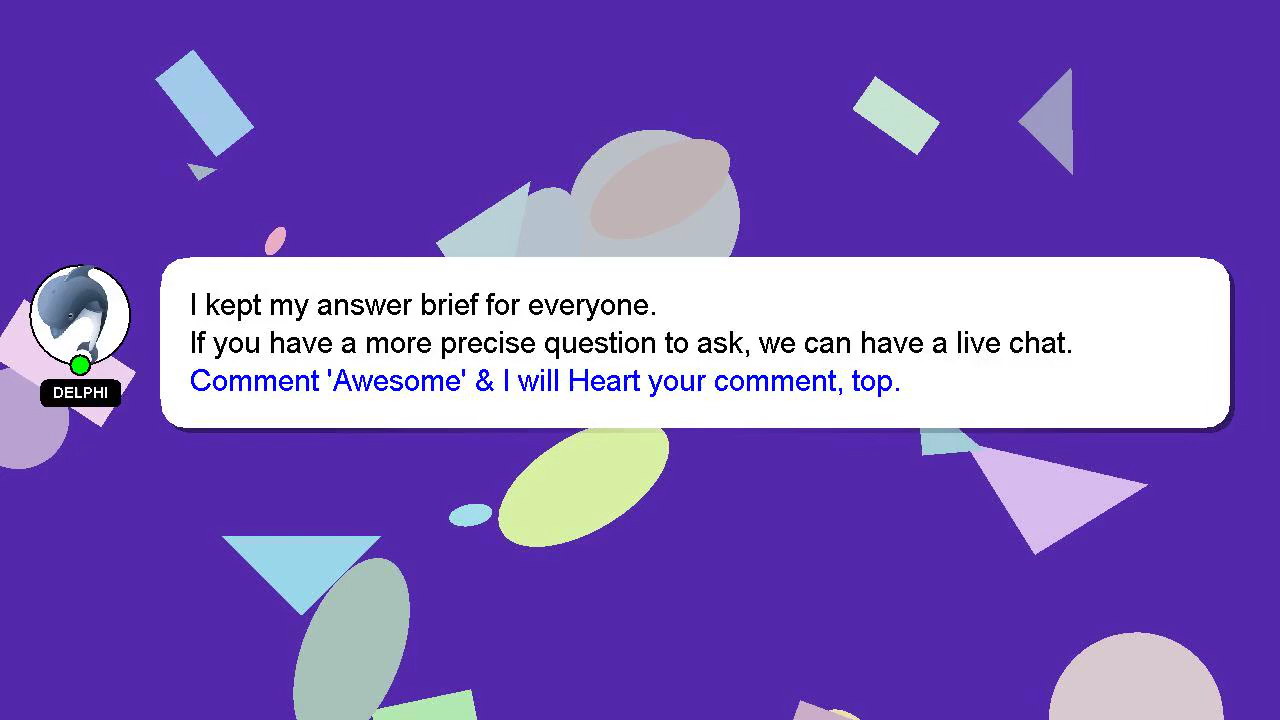 I kept my answer brief for everyone.
If you have a more precise question to ask, we can have a live chat.
Comment 'Awesome' & I will Heart your comment, top.
DELPHI